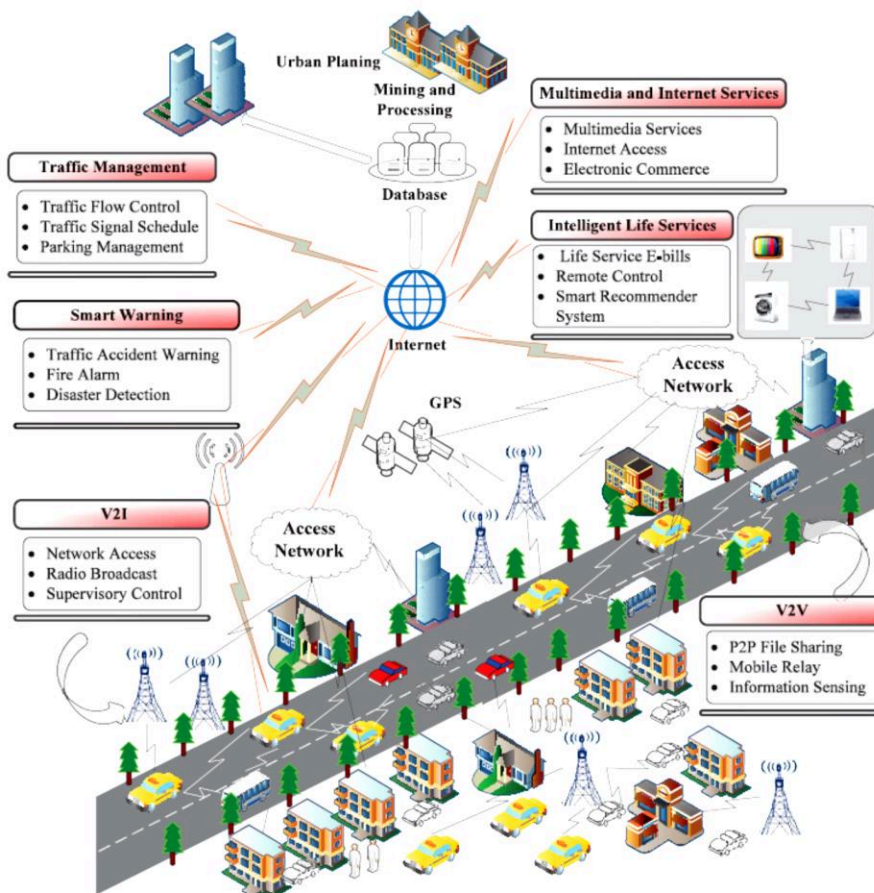 Urban Planing
Mining and
Processing
Database
Multimedia and Internet Services
• Multimedia Services
• Internet Access
• Electronic Commerce
Traffic Management
• Traffic Flow Control
• Traffic Signal Schedule
• Parking Management
Intelligent Life Services
• Life Service E-bills
• Remote Control
• Smart Recommender
System
Internet
Smart Warning
• Traffic Accident Warning
• Fire Alarm
• Disaster Detection
Access
Network
GPS
V2I
• Network Access
• Radio Broadcast
• Supervisory Control
Access
Network
V2V
• P2P File Sharing
• Mobile Relay
• Information Sensing